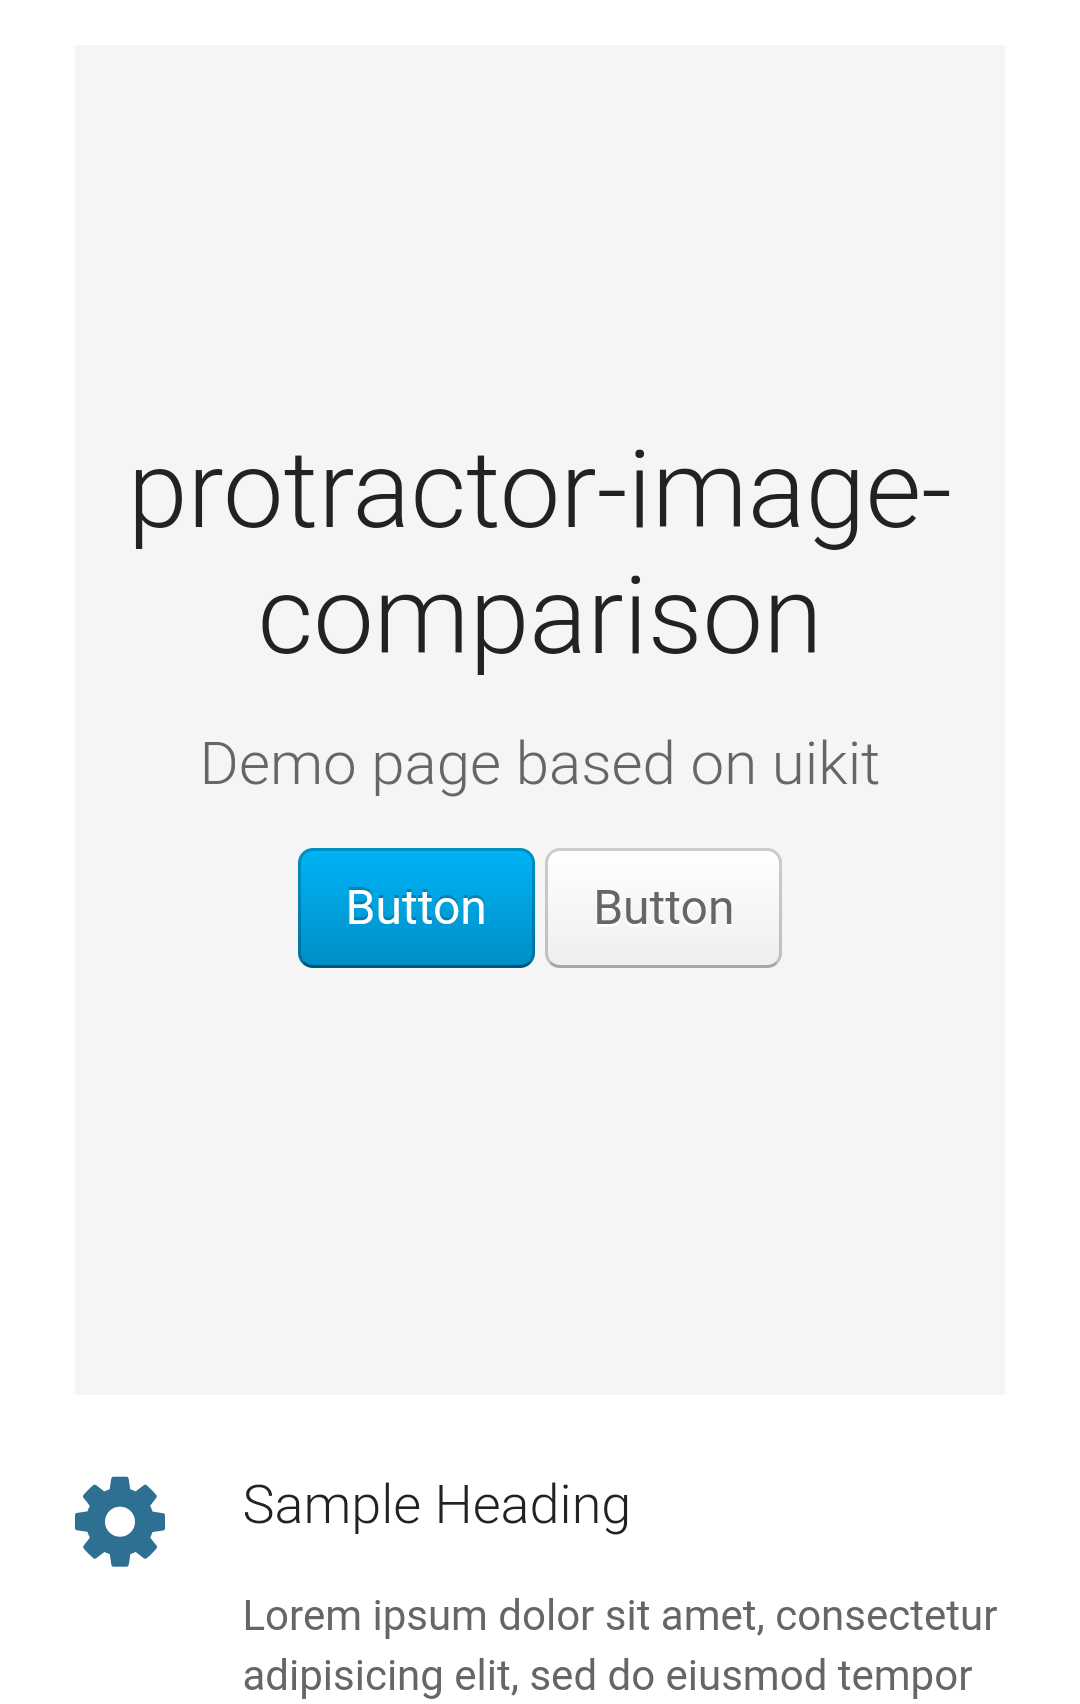 protractor-image-
comparison
Demo page based on uikit
Button Button
Sample Heading
Lorem ipsum dolor sit amet, consectetur
adipisicing elit, sed do eiusmod tempor